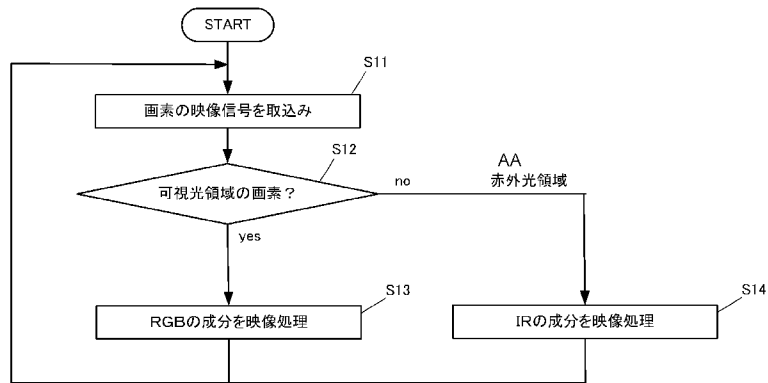 START
S11
画素の映像信号を取込み
S12
可視光領域の画素？
no
AA
赤外光領域
yes
S13
RGBの成分を映像処理
S14
IRの成分を映像処理